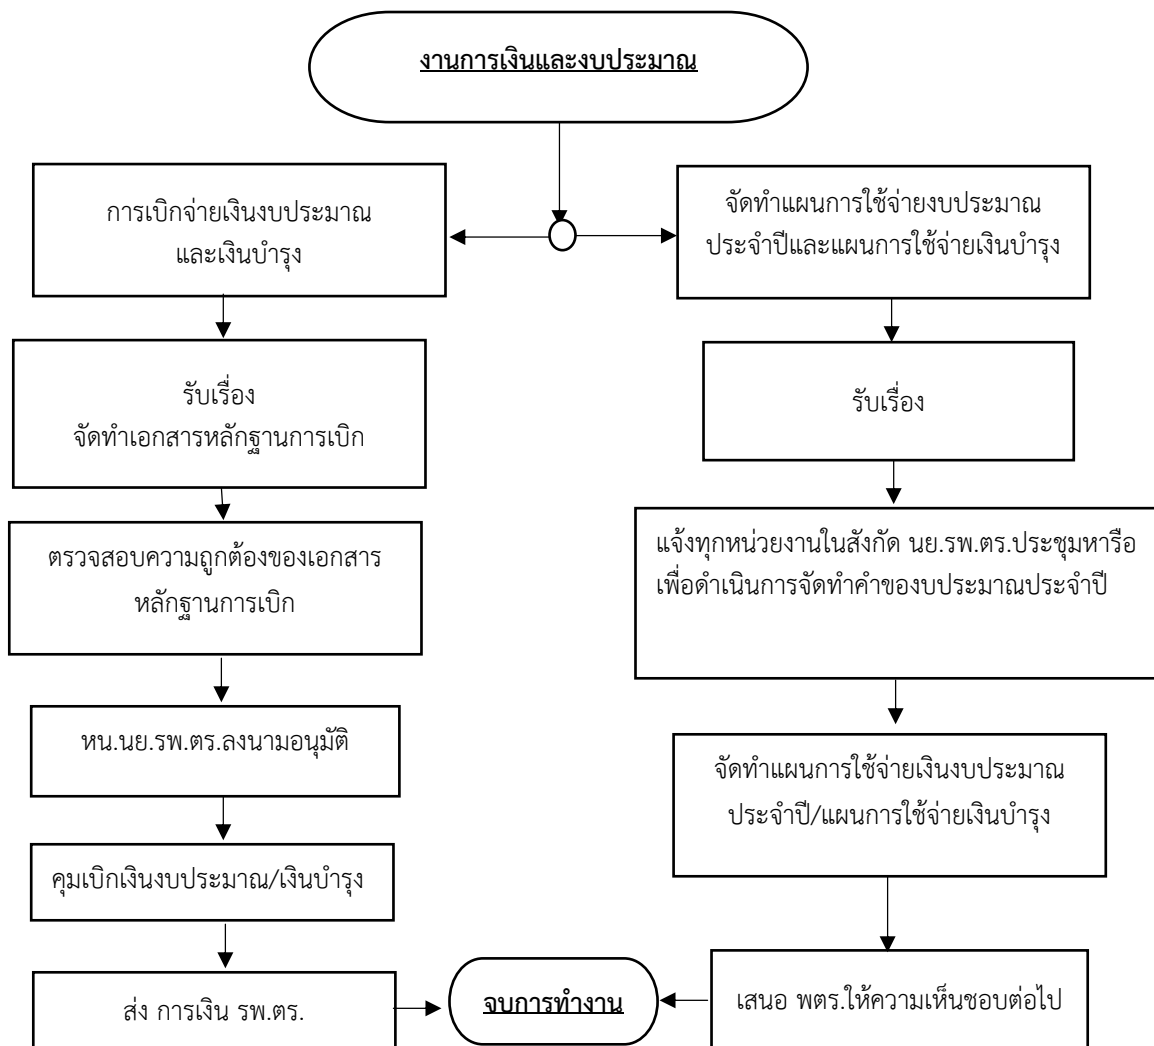 งานการเงินและงบประมาณ
การเบิกจ่ายเงินงบประมาณ
และเงินบำรุง
รับเรื่อง
จัดทำเอกสารหลักฐานการเบิก
ตรวจสอบความถูกต้องของเอกสาร
หลักฐานการเบิก
หน.นย.รพ.ตร.ลงนามอนุมัติ
คุมเบิกเงินงบประมาณ/เงินบำรุง
ส่ง การเงิน รพ.ตร.
จัดทำแผนการใช้จ่ายงบประมาณ
ประจำปีและแผนการใช้จ่ายเงินบำรุง
รับเรื่อง
แจ้งทุกหน่วยงานในสังกัด นย.รพ.ตร.ประชุมหารือ
เพื่อดำเนินการจัดทำคำของบประมาณประจำปี
จัดทำแผนการใช้จ่ายเงินงบประมาณ
ประจำปี/แผนการใช้จ่ายเงินบำรุง
เสนอ พตร.ให้ความเห็นชอบต่อไป
จบการทำงาน